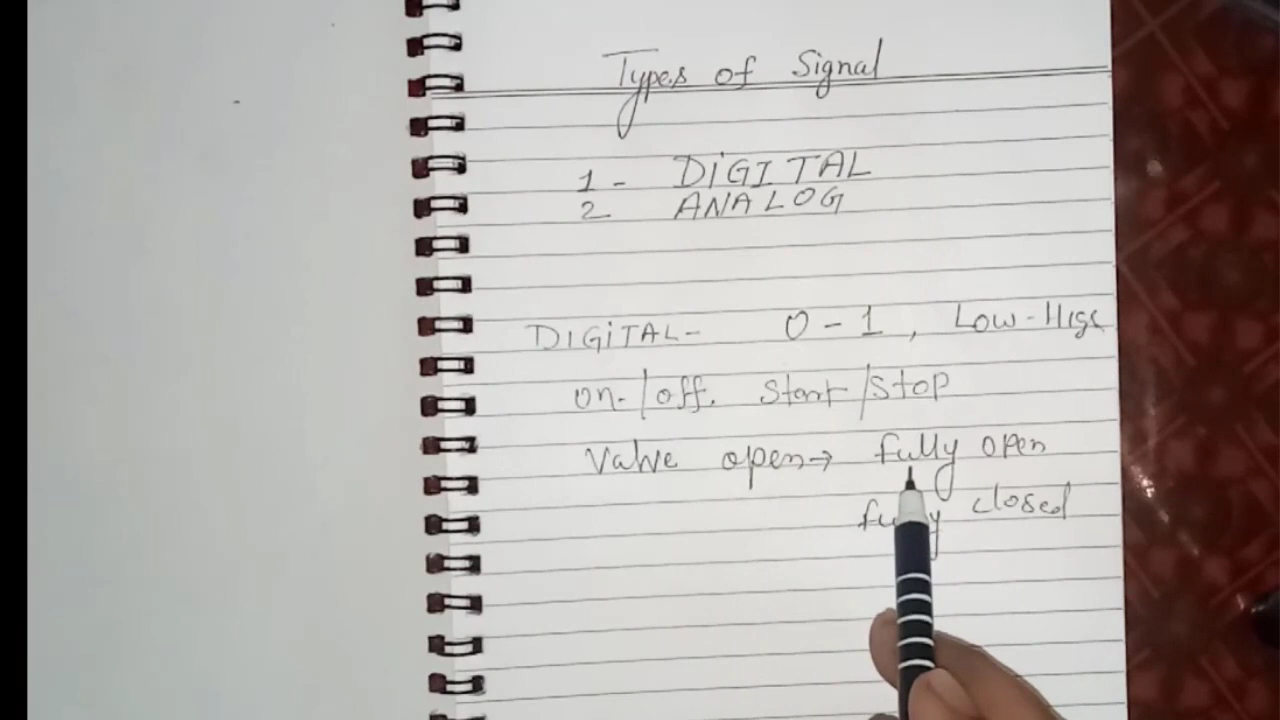 Types of Signal
1 - DiGITAL
2 ANALOG
DIGiTAL - 0 - 1 , Low - High
on - / off. Start / Stop
Valve open → fully open
fully closed